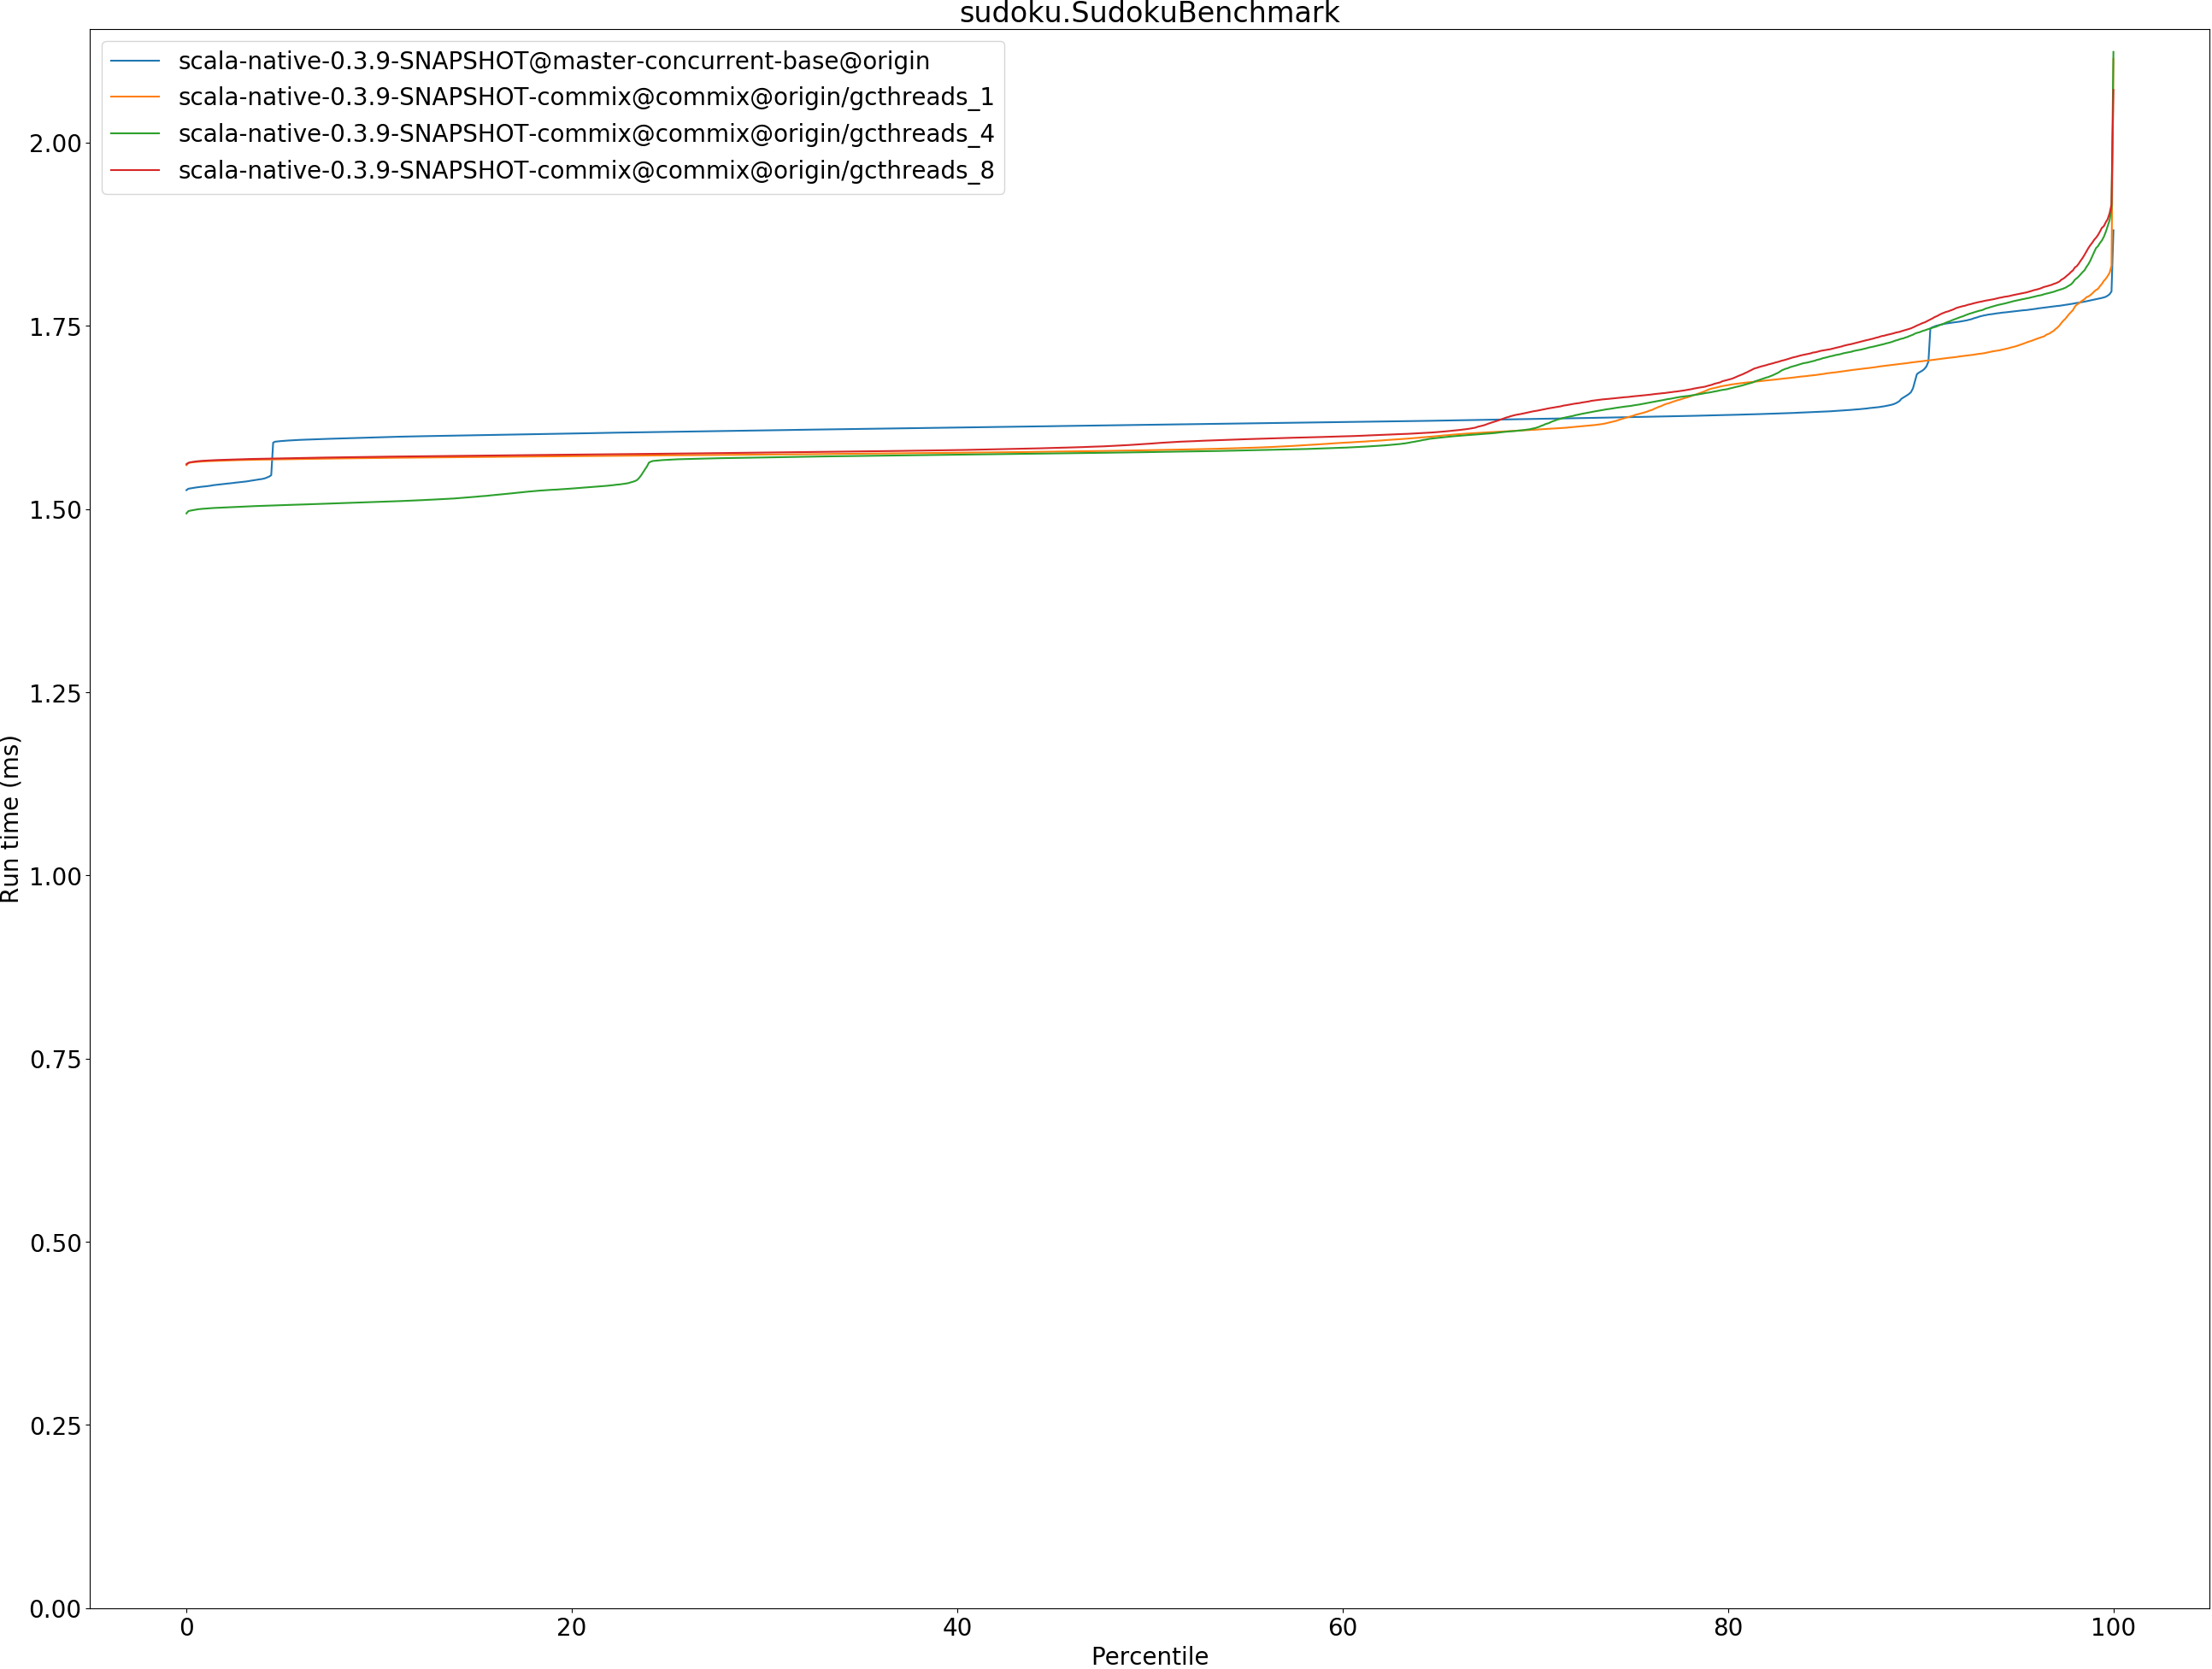 sudoku.SudokuBenchmark
scala-native-0.3.9-SNAPSHOT@master-concurrent-base@origin
scala-native-0.3.9-SNAPSHOT-commix@commix@origin/gcthreads_1
scala-native-0.3.9-SNAPSHOT-commix@commix@origin/gcthreads_4
scala-native-0.3.9-SNAPSHOT-commix@commix@origin/gcthreads_8
2.00
1.75
1.50
1.25
1.00
0.75
0.50
0.25
0.00
Run time (ms)
0 20 40 60 80 100
Percentile